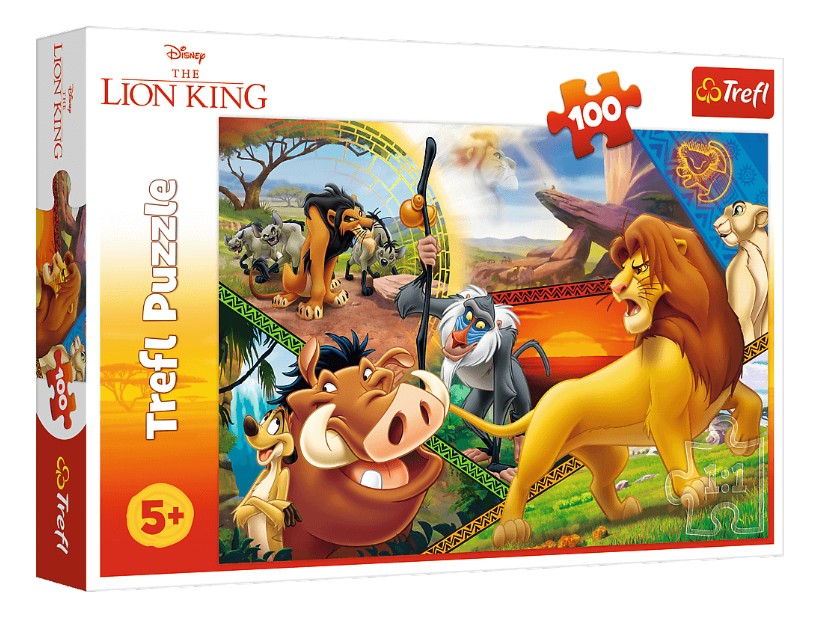 Disney
THE
LION KING
100
Trefl
Disney
THE
LION KING
Trefl Puzzle
100
Trefl
5+
1:1